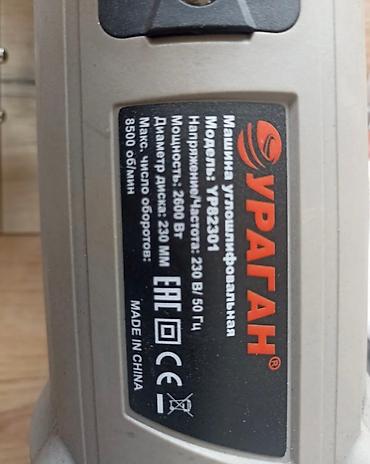 УРАГАН®
Машина углошлифовальная
Модель: УР82301
Напряжение/Частота: 230 В/ 50 Гц
Мощность: 2600 Вт
Диаметр диска: 230 ММ
Макс. число оборотов:
8500 об/мин
EAC CE
MADE IN CHINA